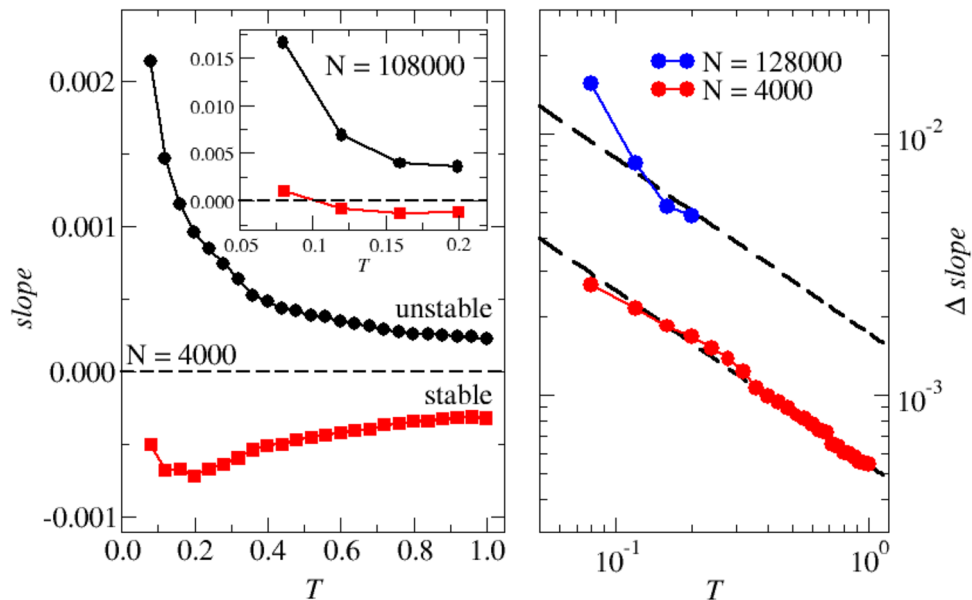 0.002
0.001
0.000
-0.001
slope
0.0
0.2
0.4
0.6
0.8
1.0
T
N = 4000
unstable
stable
N = 108000
0.015
0.010
0.005
0.000
0.05
0.1
0.15
0.2
T
N = 128000
N = 4000
10^-2
10^-3
Δ slope
10^-1
10^0
T